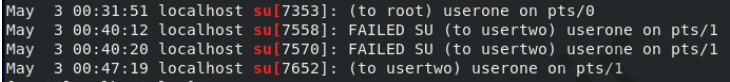 May  3 00:31:51 localhost su[7353]: (to root) userone on pts/0
May  3 00:40:12 localhost su[7558]: FAILED SU (to usertwo) userone on pts/1
May  3 00:40:20 localhost su[7570]: FAILED SU (to usertwo) userone on pts/1
May  3 00:47:19 localhost su[7652]: (to usertwo) userone on pts/1